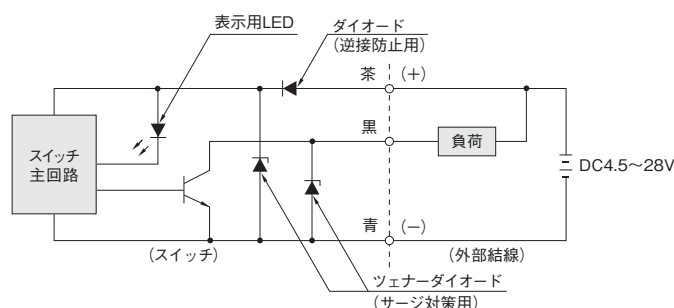 表示用LED
ダイオード
(逆接防止用)
茶 (+)
黒
負荷
スイッチ
主回路
DC4.5~28V
青 (−)
(スイッチ)
(外部結線)
ツェナーダイオード
(サージ対策用)